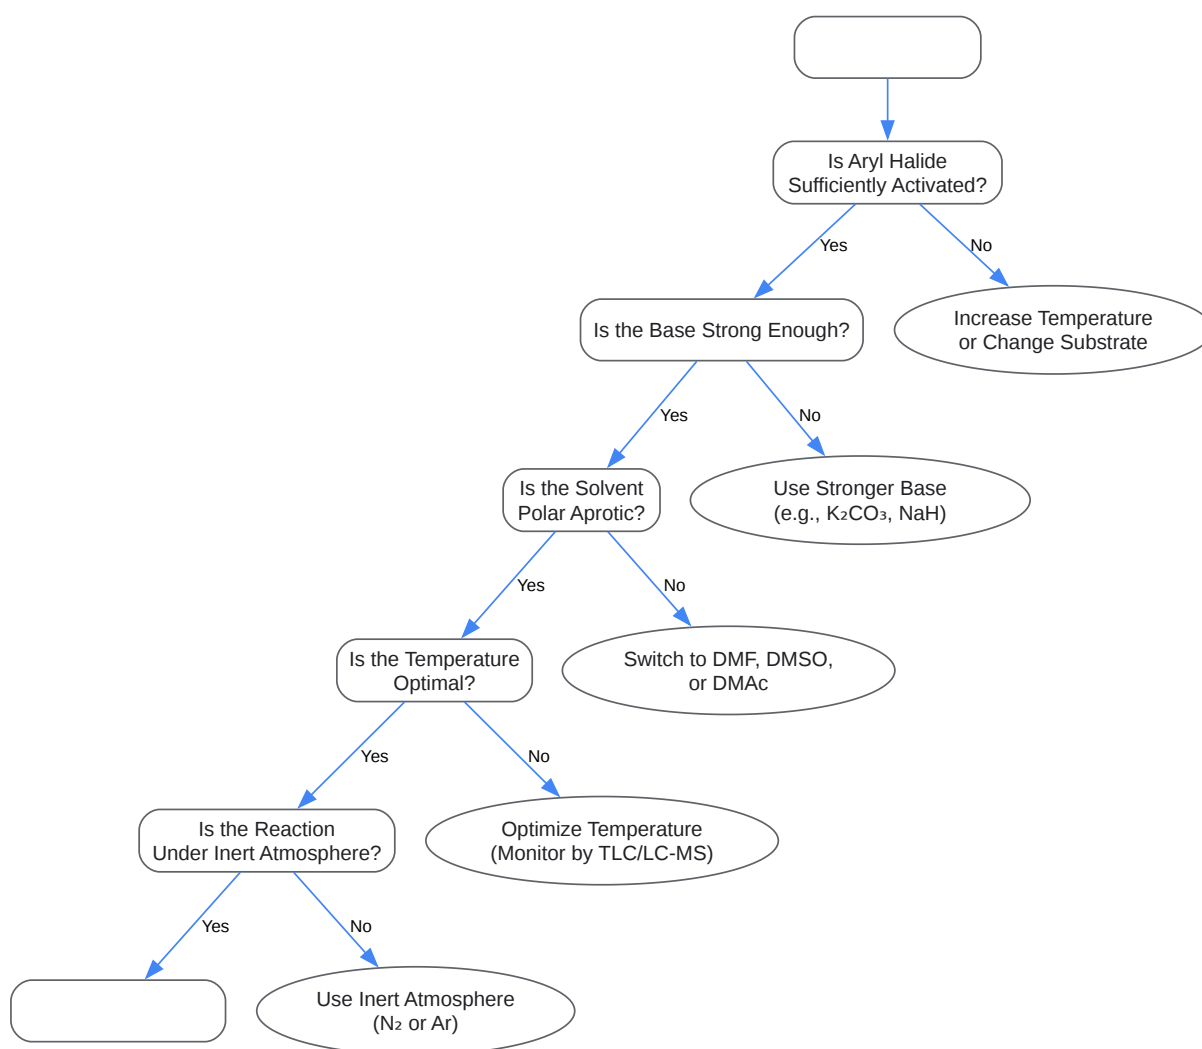 Is Aryl Halide
Sufficiently Activated?
Yes
No
Increase Temperature
or Change Substrate
Is the Base Strong Enough?
Yes
No
Use Stronger Base
(e.g., K₂CO₃, NaH)
Is the Solvent
Polar Aprotic?
Yes
No
Switch to DMF, DMSO,
or DMAc
Is the Temperature
Optimal?
Yes
No
Optimize Temperature
(Monitor by TLC/LC-MS)
Is the Reaction
Under Inert Atmosphere?
Yes
No
Use Inert Atmosphere
(N₂ or Ar)